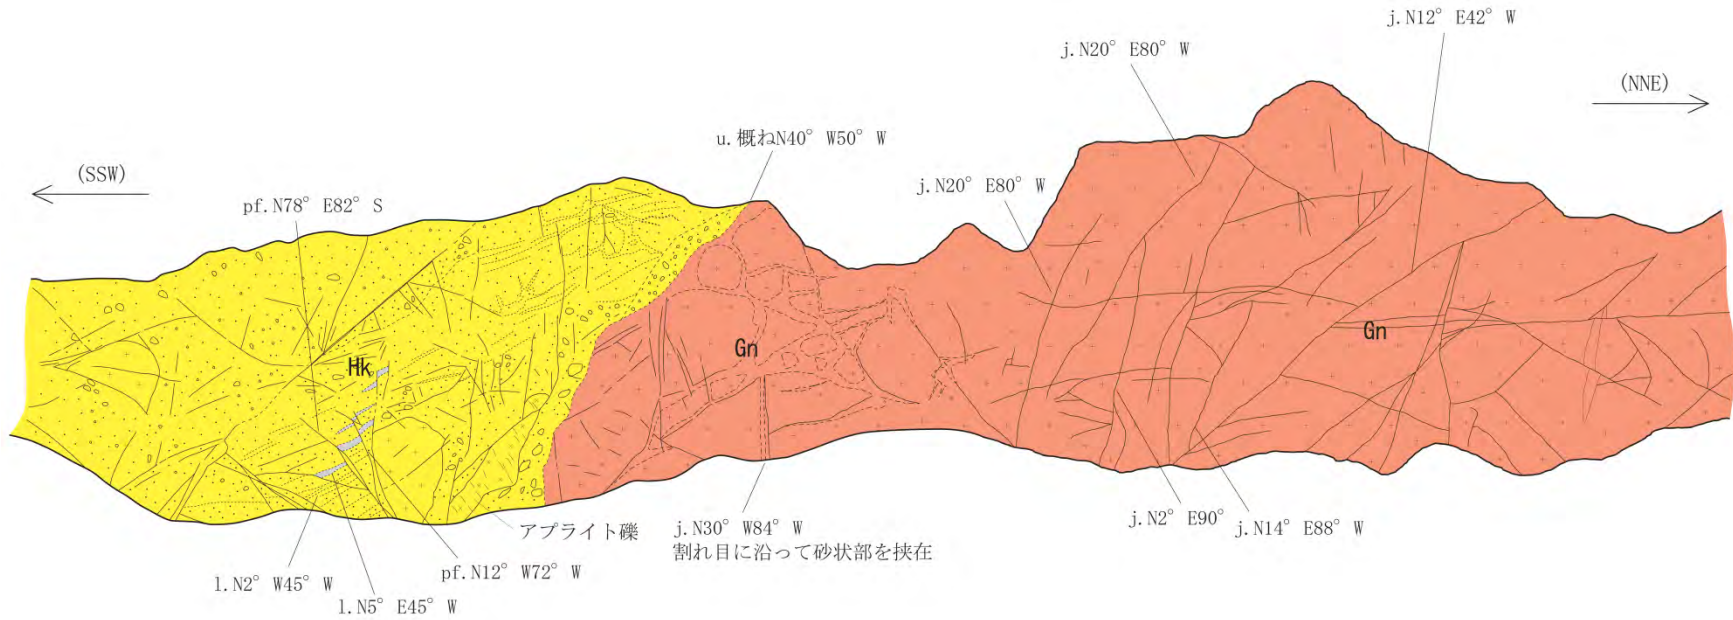 j.N12° E42° W
j.N20° E80° W
(NNE)
u.概ねN40° W50° W
(SSW)
j.N20° E80° W
pf.N78° E82° S
Hk
Gn
Gn
アプライト礫
j.N30° W84° W
割れ目に沿って砂状部を挟在
j.N2° E90°
j.N14° E88° W
l.N2° W45° W
pf.N12° W72° W
l.N5° E45° W